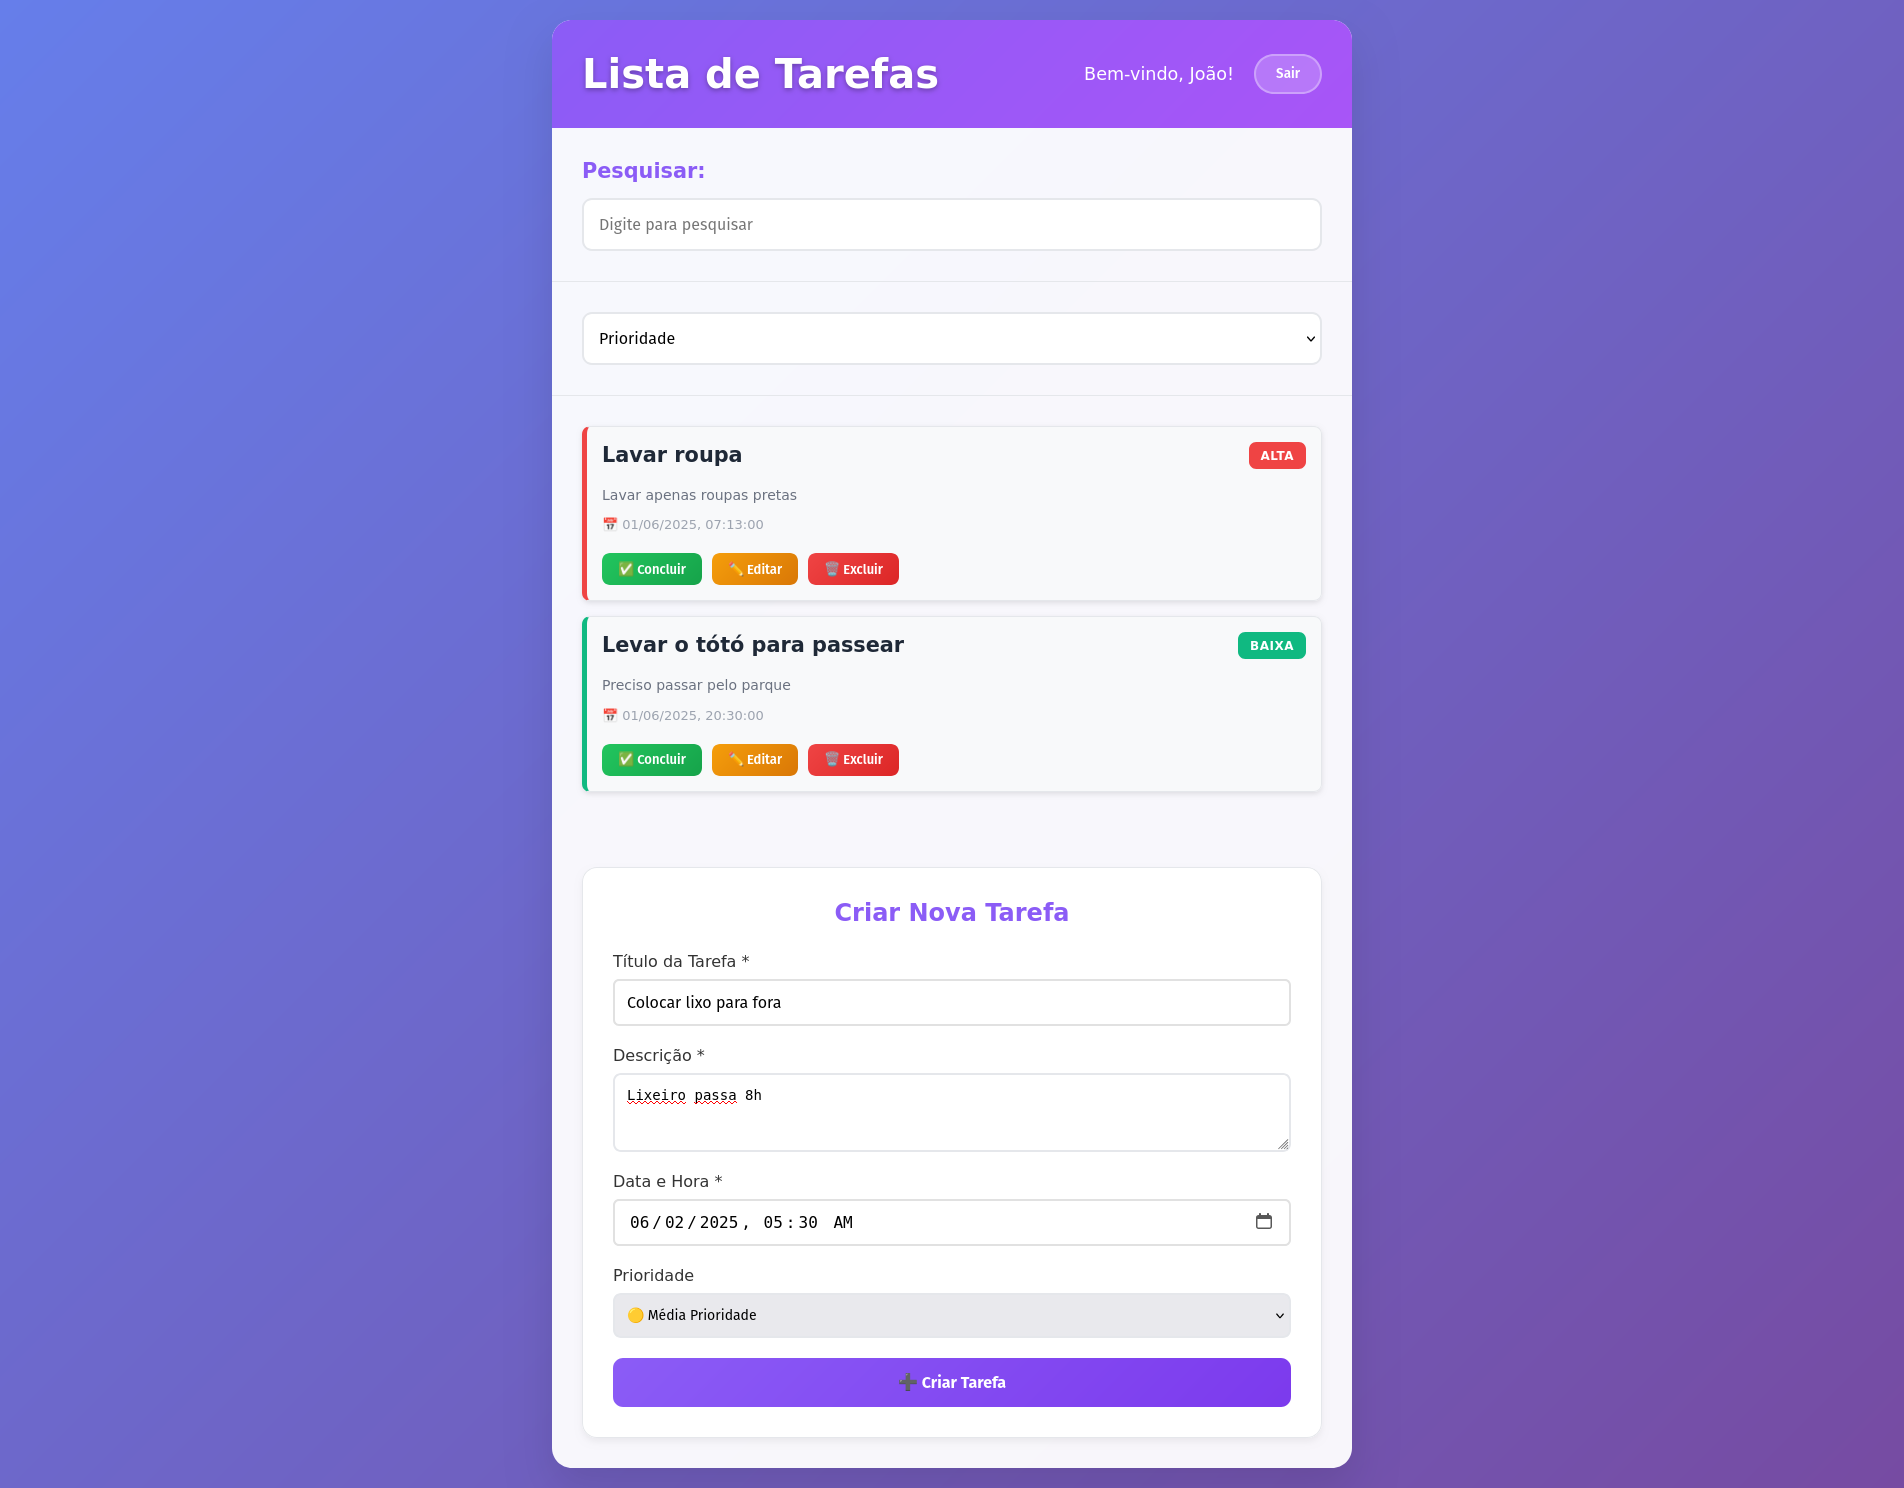 Lista de Tarefas
Bem-vindo, João!
Sair
Pesquisar:
Digite para pesquisar
Prioridade
Lavar roupa
ALTA
Lavar apenas roupas pretas
📅 01/06/2025, 07:13:00
✅ Concluir
✏️ Editar
🗑️ Excluir
Levar o tótó para passear
BAIXA
Preciso passar pelo parque
📅 01/06/2025, 20:30:00
✅ Concluir
✏️ Editar
🗑️ Excluir
Criar Nova Tarefa
Título da Tarefa *
Colocar lixo para fora
Descrição *
Lixeiro passa 8h
Data e Hora *
06/02/2025, 05:30 AM
Prioridade
🟡 Média Prioridade
➕ Criar Tarefa